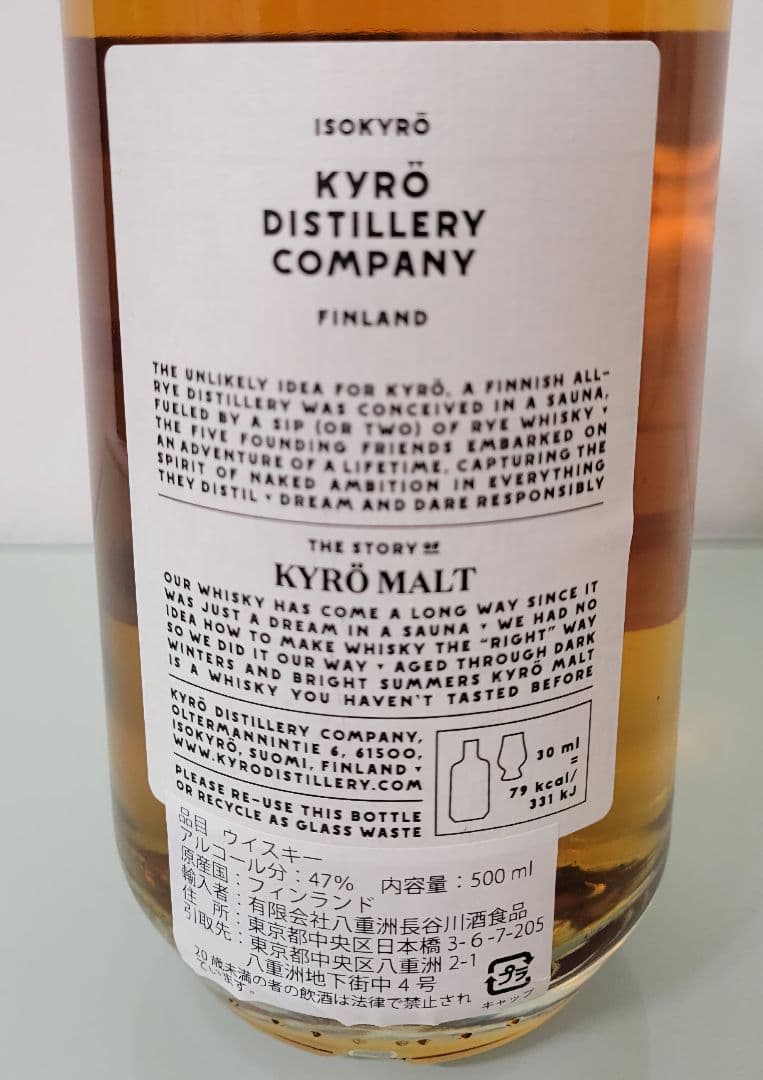 ISOKYRÖ
KYRÖ
DISTILLERY
COMPANY
FINLAND
THE UNLIKELY IDEA FOR KYRÖ, A FINNISH ALL-
RYE DISTILLERY WAS CONCEIVED IN A SAUNA,
FUELED BY A SIP (OR TWO) OF RYE WHISKY ▾
THE FIVE FOUNDING FRIENDS EMBARKED ON
AN ADVENTURE OF A LIFETIME, CAPTURING THE
SPIRIT OF NAKED AMBITION IN EVERYTHING
THEY DISTIL ▾ DREAM AND DARE RESPONSIBLY
THE STORY OF
KYRÖ MALT
OUR WHISKY HAS COME A LONG WAY SINCE IT
WAS JUST A DREAM IN A SAUNA ▾ WE HAD NO
IDEA HOW TO MAKE WHISKY THE "RIGHT" WAY
SO WE DID IT OUR WAY ▾ AGED THROUGH DARK
WINTERS AND BRIGHT SUMMERS KYRÖ MALT
IS A WHISKY YOU HAVEN'T TASTED BEFORE
KYRÖ DISTILLERY COMPANY,
OLTERMANNINTIE 6, 61500,
ISOKYRÖ, SUOMI, FINLAND ▾
WWW.KYRODISTILLERY.COM
PLEASE RE-USE THIS BOTTLE
OR RECYCLE AS GLASS WASTE
30 ml
=
79 kcal/
331 kJ
品目 ウイスキー
アルコール分：47% 内容量：500 ml
原産国：フィンランド
輸入者：有限会社八重洲長谷川酒食品
住 所：東京都中央区日本橋 3-6-7-205
引取先：東京都中央区八重洲 2-1
八重洲地下街中 4 号
20 歳未満の者の飲酒は法律で禁止され
ています。
プラ
キャップ